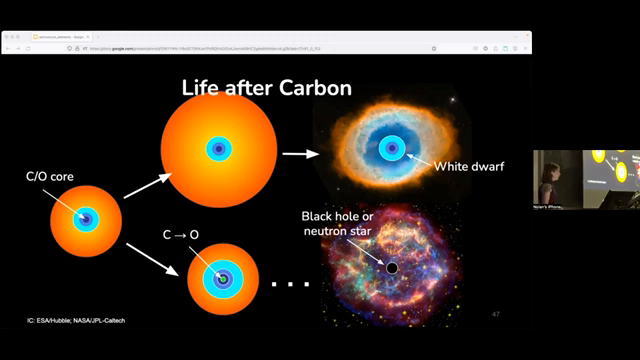 Life after Carbon
C/O core
White dwarf
C → O
Black hole or
neutron star
. . .
IC: ESA/Hubble; NASA/JPL-Caltech
47
Nolan's iPhone